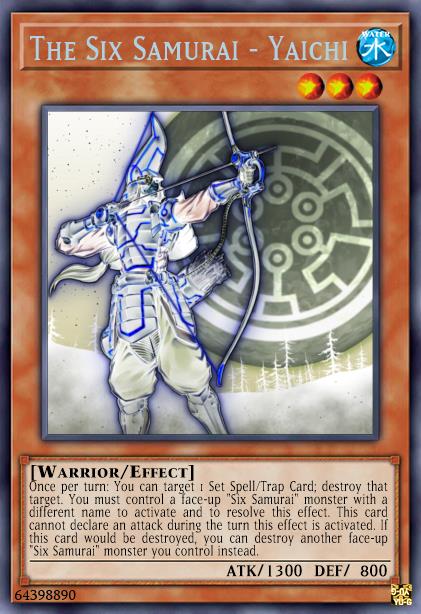 The Six Samurai - Yaichi
WATER
水
[Warrior/Effect]
Once per turn: You can target 1 Set Spell/Trap Card; destroy that
target. You must control a face-up "Six Samurai" monster with a
different name to activate and to resolve this effect. This card
cannot declare an attack during the turn this effect is activated. If
this card would be destroyed, you can destroy another face-up
"Six Samurai" monster you control instead.
ATK/1300 DEF/ 800
64398890